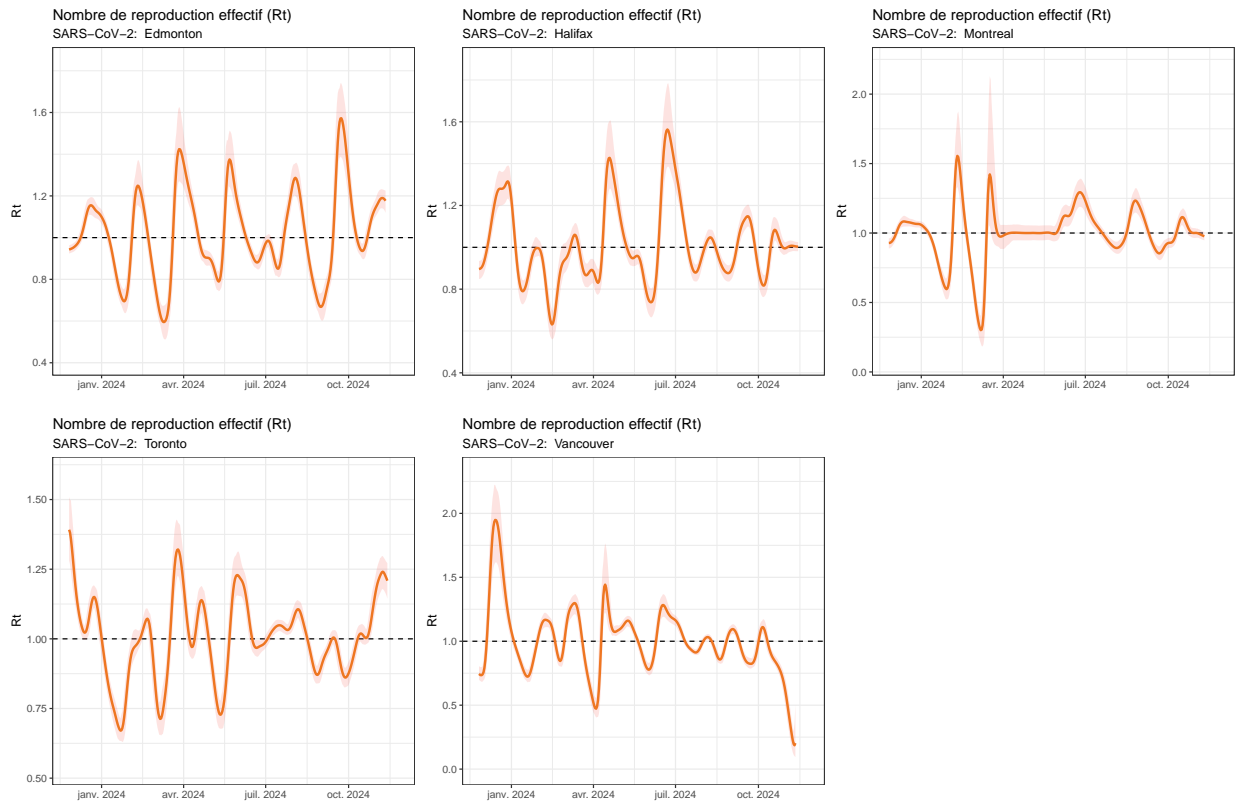 Nombre de reproduction effectif (Rt)
SARS−CoV−2: Edmonton
Rt
1.6
1.2
0.8
0.4
janv. 2024
avr. 2024
juil. 2024
oct. 2024
Nombre de reproduction effectif (Rt)
SARS−CoV−2: Halifax
Rt
1.6
1.2
0.8
0.4
janv. 2024
avr. 2024
juil. 2024
oct. 2024
Nombre de reproduction effectif (Rt)
SARS−CoV−2: Montreal
Rt
2.0
1.5
1.0
0.5
0.0
janv. 2024
avr. 2024
juil. 2024
oct. 2024
Nombre de reproduction effectif (Rt)
SARS−CoV−2: Toronto
Rt
1.50
1.25
1.00
0.75
0.50
janv. 2024
avr. 2024
juil. 2024
oct. 2024
Nombre de reproduction effectif (Rt)
SARS−CoV−2: Vancouver
Rt
2.0
1.5
1.0
0.5
0.0
janv. 2024
avr. 2024
juil. 2024
oct. 2024